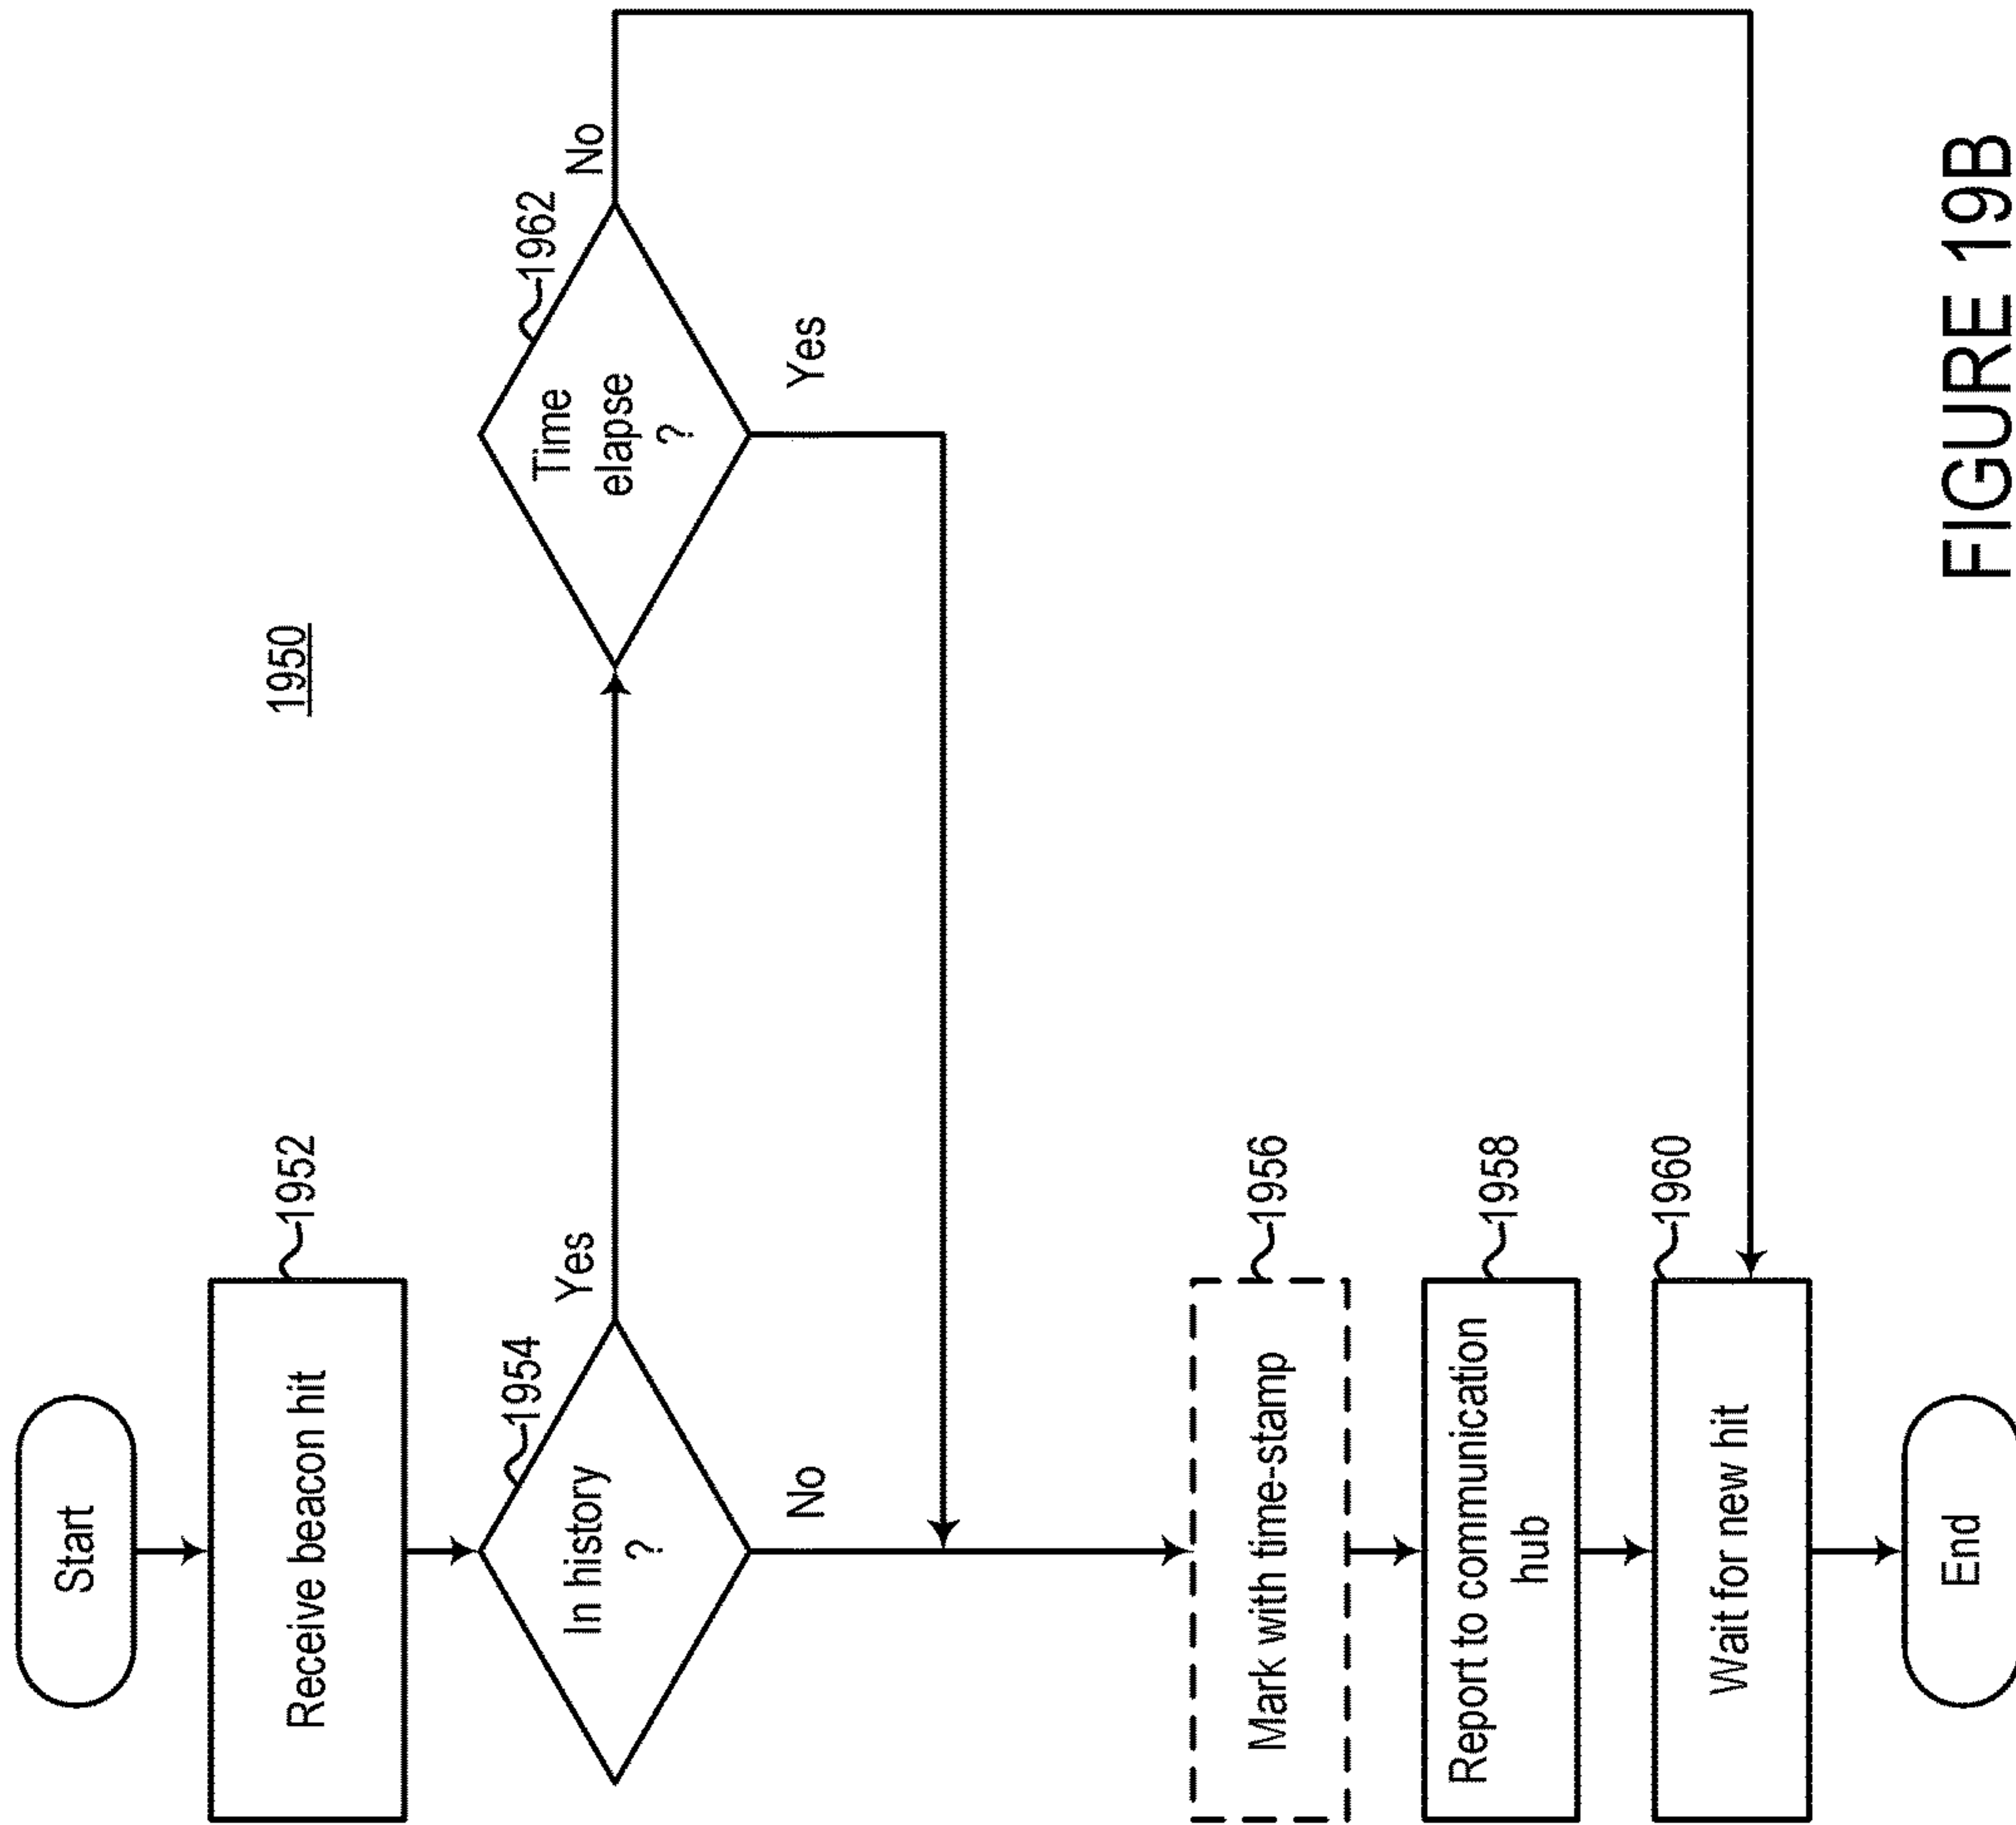 1950
Start
Receive beacon hit
1952
In history
?
1954
Yes
No
Time
elapse
?
1962
No
Yes
Mark with time-stamp
1956
Report to communication
hub
1958
Wait for new hit
1960
End
FIGURE 19B